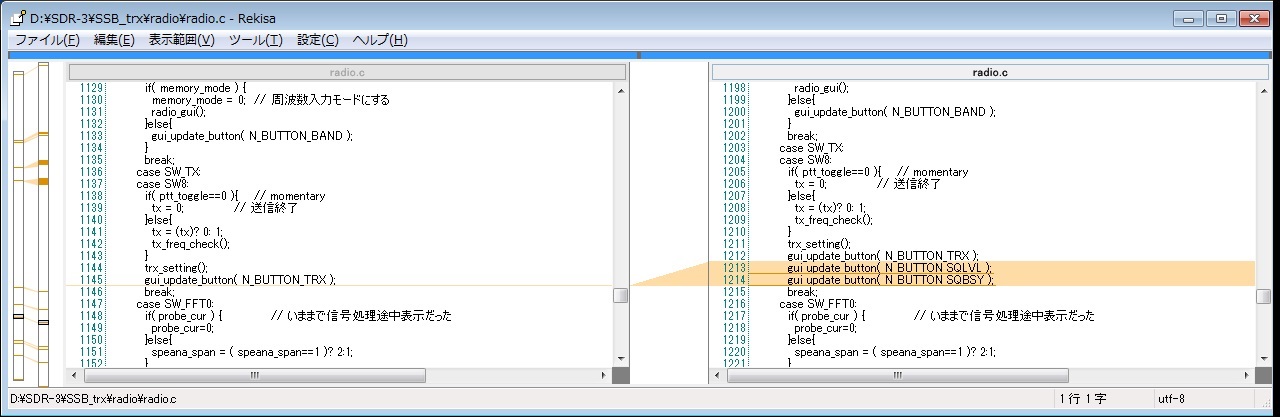 D:¥SDR-3¥SSB_trx¥radio¥radio.c - Rekisa
ファイル(F) 編集(E) 表示範囲(V) ツール(T) 設定(C) ヘルプ(H)
radio.c
1129 if( memory_mode ) {
1130 memory_mode = 0; // 周波数入力モードにする
1131 radio_gui();
1132 }else{
1133 gui_update_button( N_BUTTON_BAND );
1134 }
1135 break;
1136 case SW_TX:
1137 case SW8:
1138 if( ptt_toggle==0 ){ // momentary
1139 tx = 0; // 送信終了
1140 }else{
1141 tx = (tx)? 0: 1;
1142 tx_freq_check();
1143 }
1144 trx_setting();
1145 gui_update_button( N_BUTTON_TRX );
1146 break;
1147 case SW_FFT0:
1148 if( probe_cur ) { // いままで信号処理途中表示だった
1149 probe_cur=0;
1150 }else{
1151 speana_span = ( speana_span==1 )? 2:1;
1152 }
radio.c
1198 radio_gui();
1199 }else{
1200 gui_update_button( N_BUTTON_BAND );
1201 }
1202 break;
1203 case SW_TX:
1204 case SW8:
1205 if( ptt_toggle==0 ){ // momentary
1206 tx = 0; // 送信終了
1207 }else{
1208 tx = (tx)? 0: 1;
1209 tx_freq_check();
1210 }
1211 trx_setting();
1212 gui_update_button( N_BUTTON_TRX );
1213 gui_update_button( N_BUTTON_SQLVL );
1214 gui_update_button( N_BUTTON_SQBSY );
1215 break;
1216 case SW_FFT0:
1217 if( probe_cur ) { // いままで信号処理途中表示だった
1218 probe_cur=0;
1219 }else{
1220 speana_span = ( speana_span==1 )? 2:1;
1221 }
D:¥SDR-3¥SSB_trx¥radio¥radio.c 1 行 1 字 utf-8